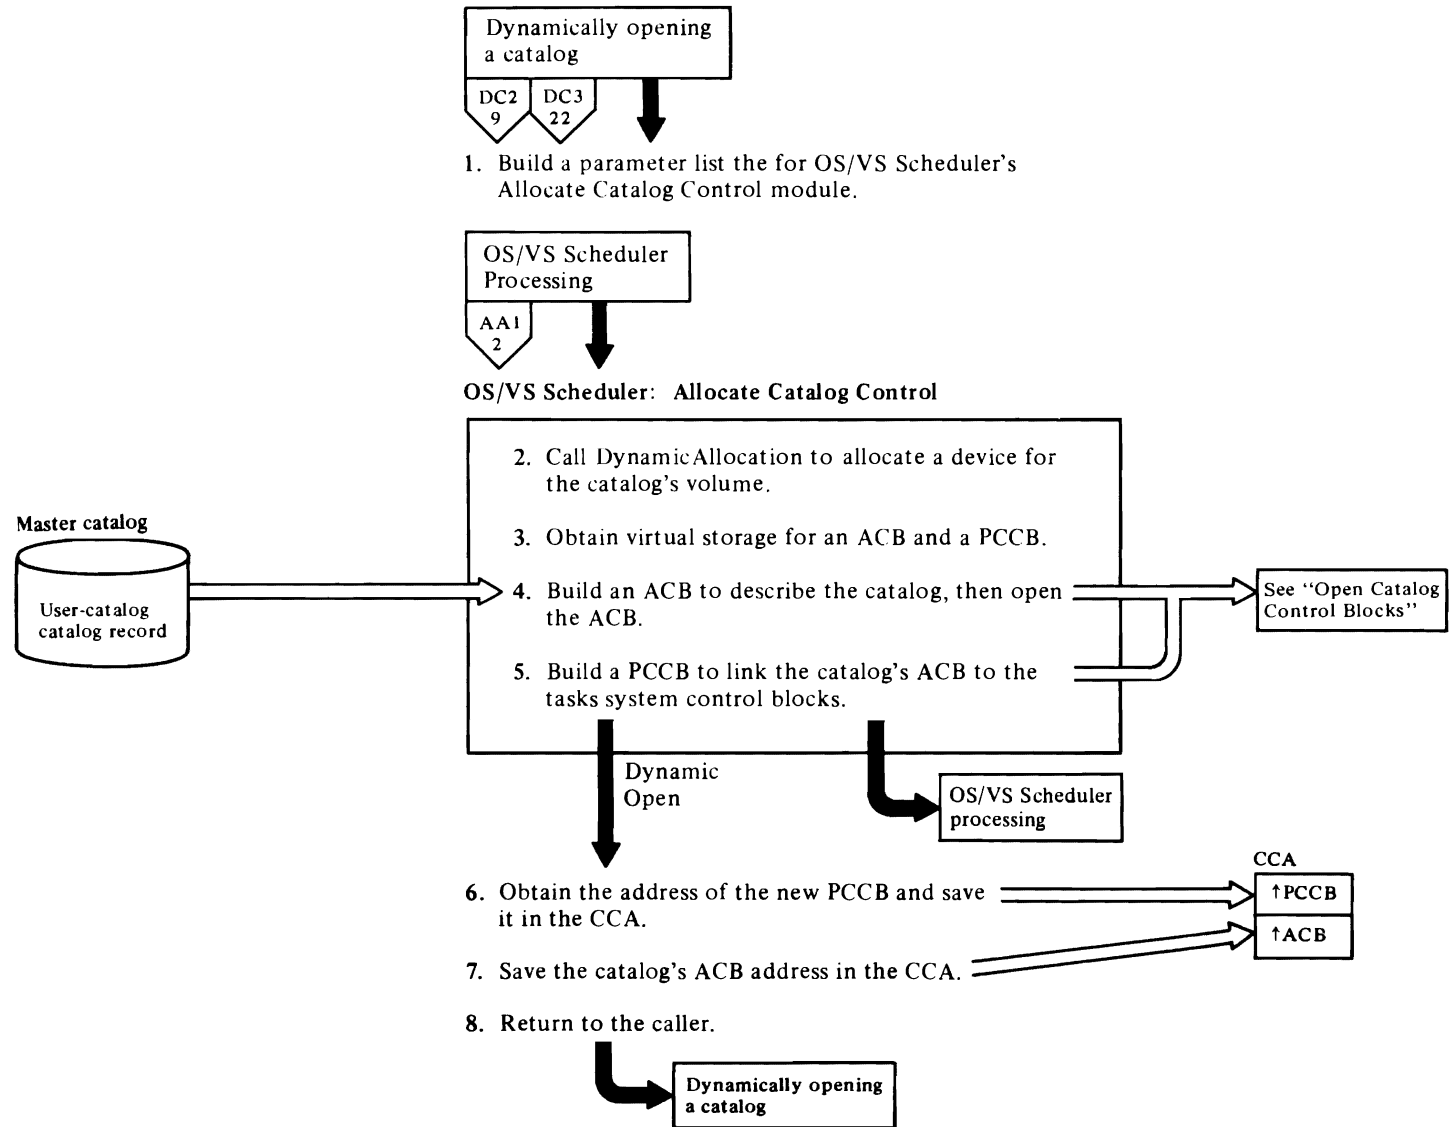 Dynamically opening
a catalog
DC2
9
DC3
22
1. Build a parameter list the for OS/VS Scheduler's
Allocate Catalog Control module.
OS/VS Scheduler
Processing
AA1
2
OS/VS Scheduler: Allocate Catalog Control
2. Call DynamicAllocation to allocate a device for
the catalog's volume.
3. Obtain virtual storage for an ACB and a PCCB.
Master catalog
User-catalog
catalog record
4. Build an ACB to describe the catalog, then open
the ACB.
See “Open Catalog
Control Blocks”
5. Build a PCCB to link the catalog's ACB to the
tasks system control blocks.
Dynamic
Open
OS/VS Scheduler
processing
CCA
6. Obtain the address of the new PCCB and save
it in the CCA.
↑PCCB
↑ACB
7. Save the catalog's ACB address in the CCA.
8. Return to the caller.
Dynamically opening
a catalog